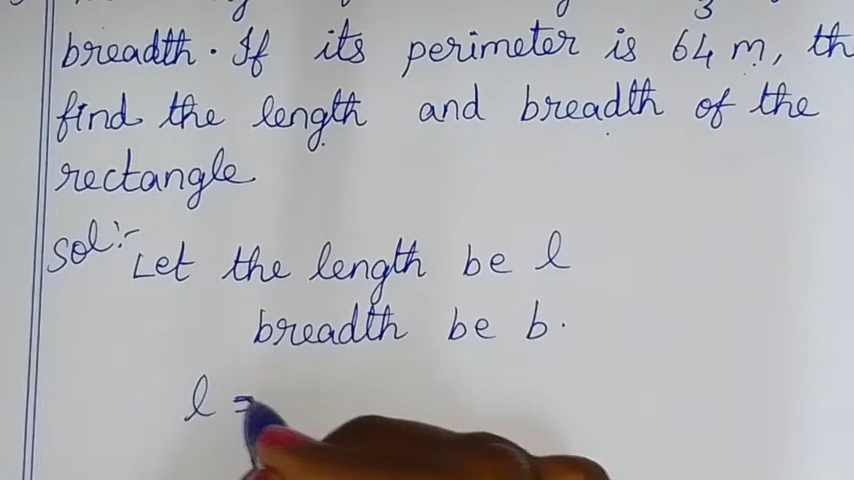 3
breadth. If its perimeter is 64 m,
find the length and breadth of the
rectangle
Sol:-
Let the length be l
breadth be b.
l =